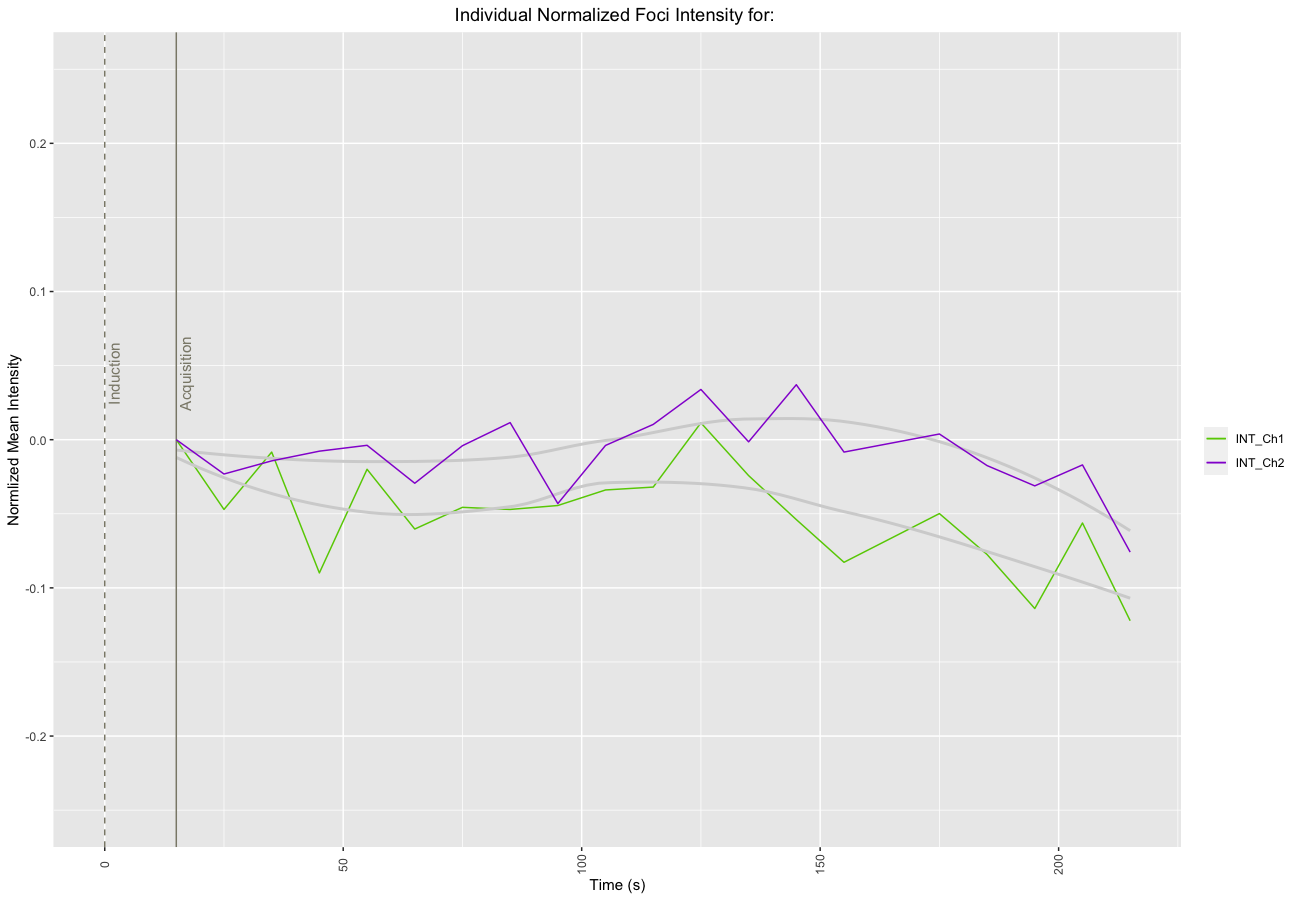 Individual Normalized Foci Intensity for:
Normlized Mean Intensity
0.2
0.1
0.0
-0.1
-0.2
Induction
Acquisition
0
50
100
150
200
Time (s)
INT_Ch1
INT_Ch2